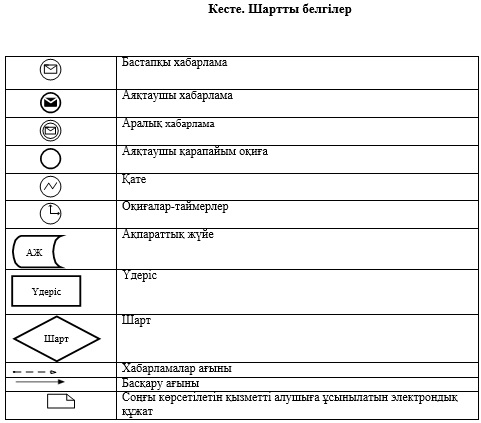 Кесте. Шартты белгілер
Бастапқы хабарлама
Аяқтаушы хабарлама
Аралық хабарлама
Аяқтаушы қарапайым оқиға
Қате
Оқиғалар-таймерлер
АЖ
Ақпараттық жүйе
Үдеріс
Үдеріс
Шарт
Шарт
Хабарламалар ағыны
Басқару ағыны
Соңғы көрсетілетін қызметті алушыға ұсынылатын электрондық
құжат